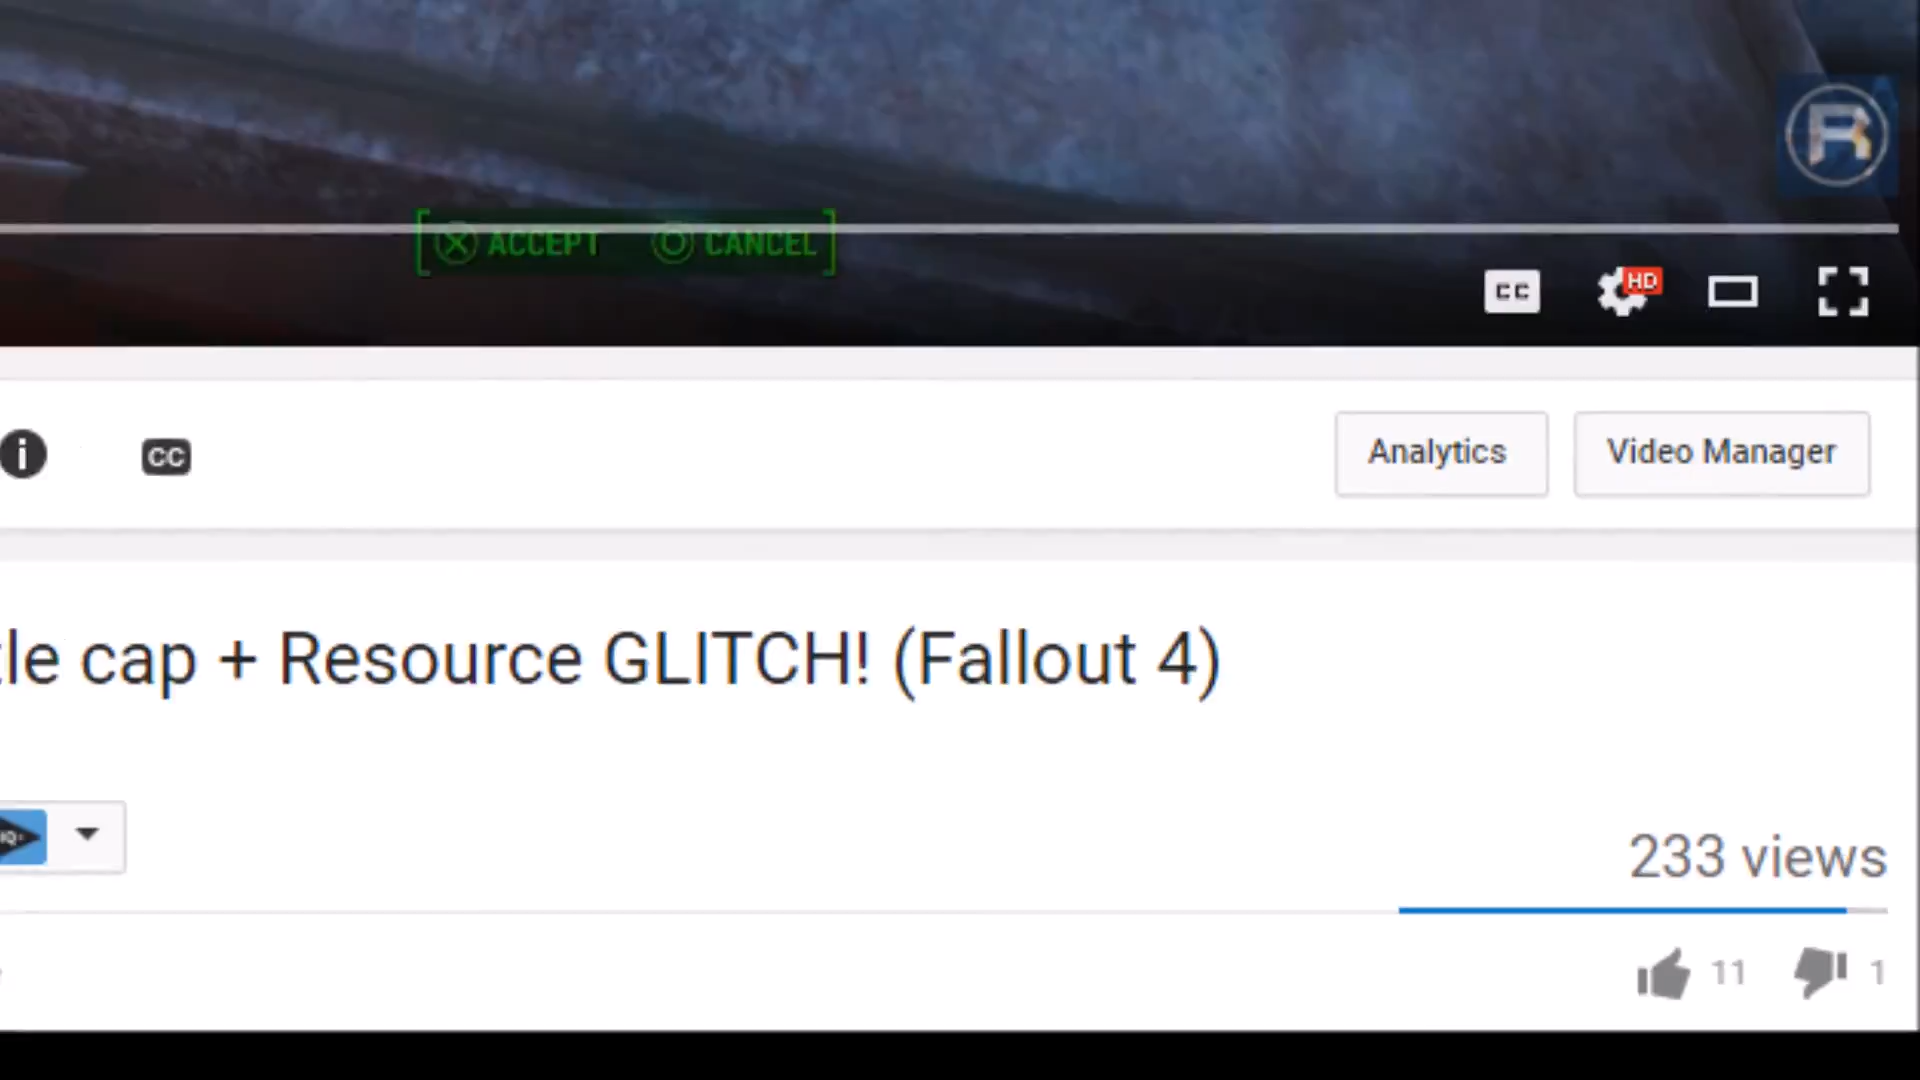 R
ACCEPT CANCEL
CC HD
CC
Analytics Video Manager
le cap + Resource GLITCH! (Fallout 4)
233 views
11 1